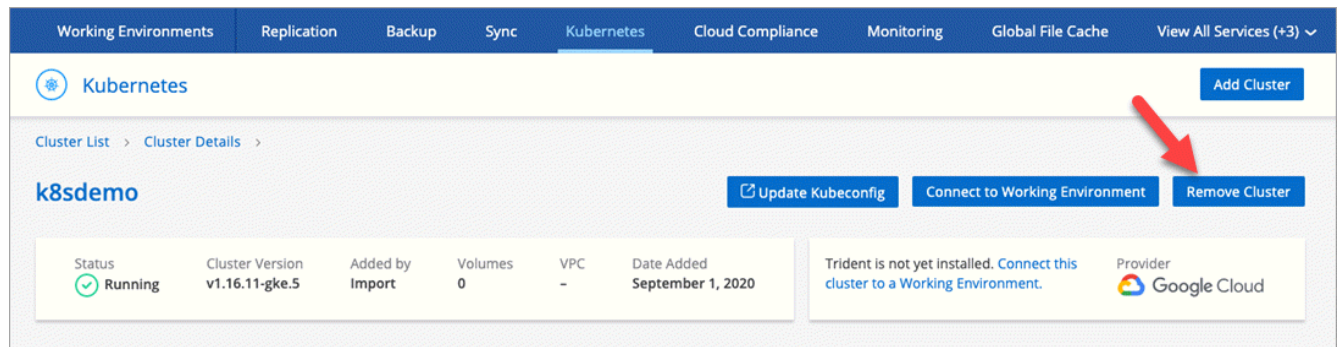 Working Environments Replication Backup Sync Kubernetes Cloud Compliance Monitoring Global File Cache View All Services (+3)
Kubernetes Add Cluster
Cluster List > Cluster Details >
k8sdemo Update Kubeconfig Connect to Working Environment Remove Cluster
Status Cluster Version Added by Volumes VPC Date Added
Running v1.16.11-gke.5 Import 0 – September 1, 2020
Trident is not yet installed. Connect this
cluster to a Working Environment.
Provider
Google Cloud